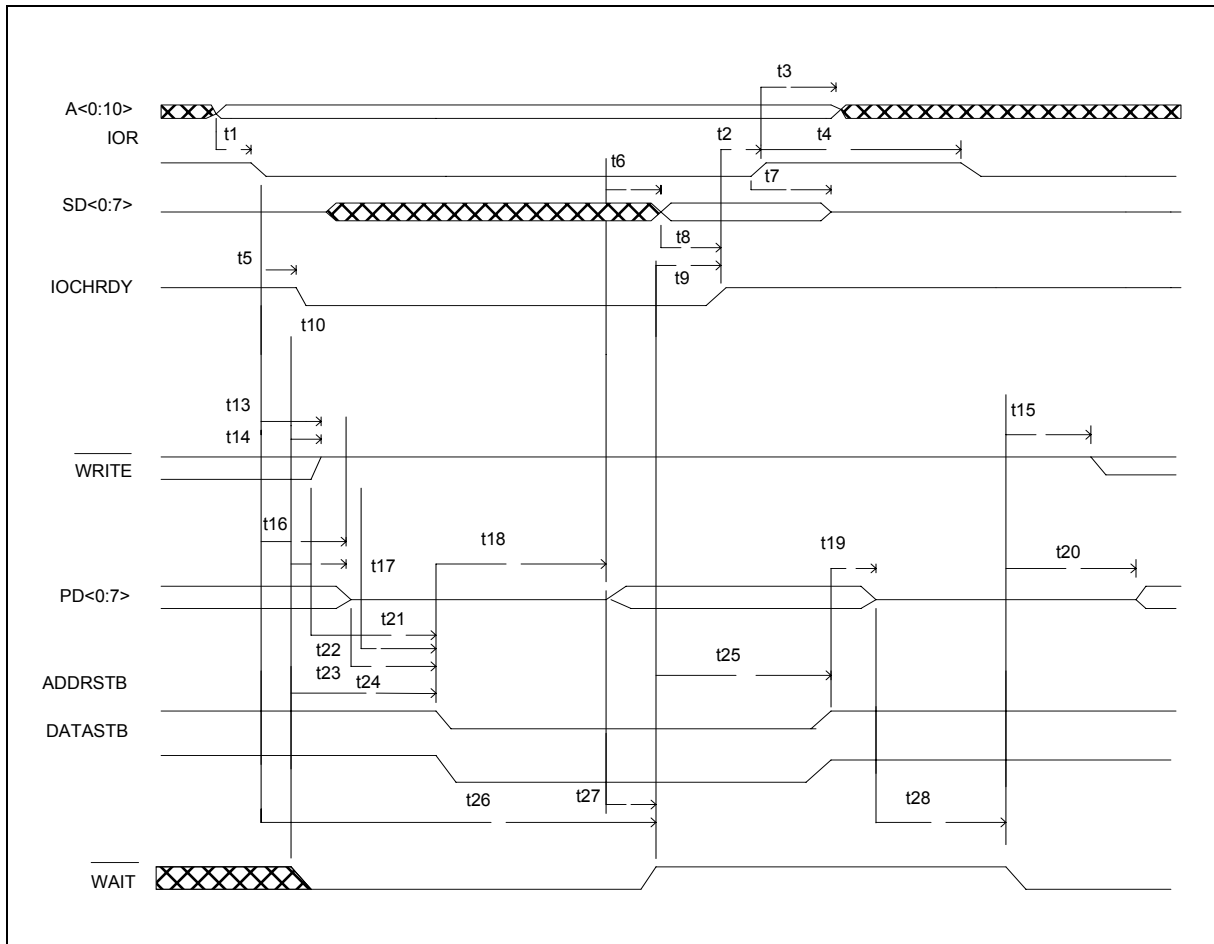 t3
A<0:10>
t1
t2
t4
IOR
t6
t7
SD<0:7>
t8
t5
t9
IOCHRDY
t10
t13
t15
t14
WRITE
t16
t18
t19
t17
t20
PD<0:7>
t21
t22
t23
t25
t24
ADDRSTB
DATASTB
t26
t27
t28
WAIT